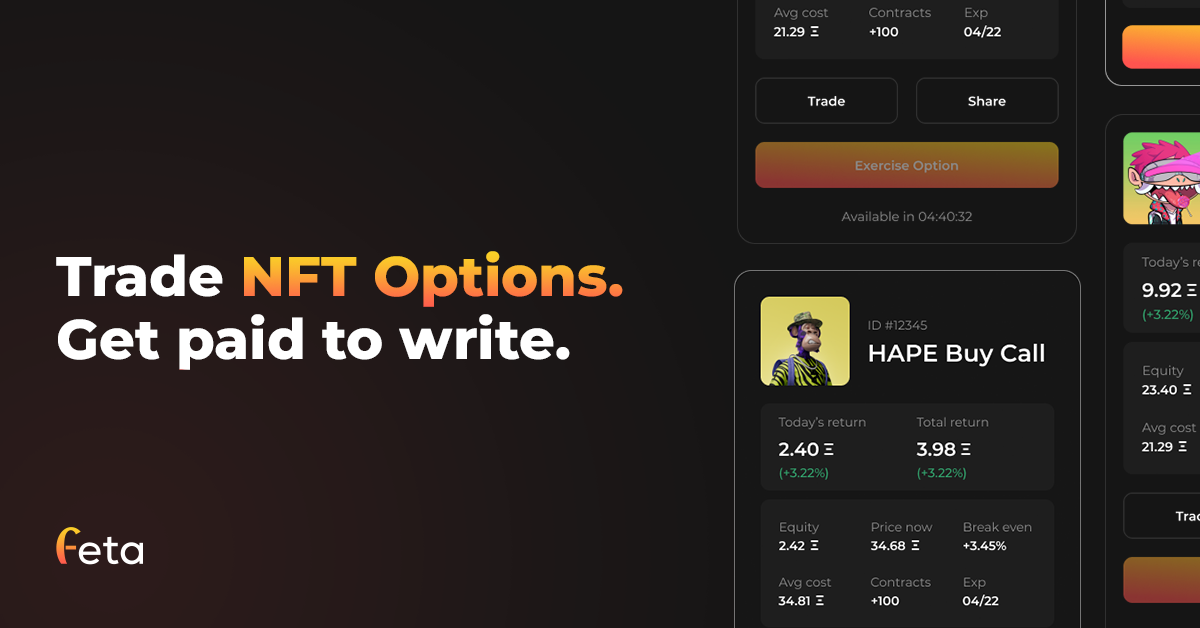 Trade NFT Options.
Get paid to write.
feta
Avg cost Contracts Exp
21.29 Ξ +100 04/22
Trade Share
Exercise Option
Available in 04:40:32
ID #12345
HAPE Buy Call
Today's return Total return
2.40 Ξ 3.98 Ξ
(+3.22%) (+3.22%)
Equity Price now Break even
2.42 Ξ 34.68 Ξ +3.45%
Avg cost Contracts Exp
34.81 Ξ +100 04/22
Today's
9.92 Ξ
(+3.22%)
Equity
23.40 Ξ
Avg cost
21.29 Ξ